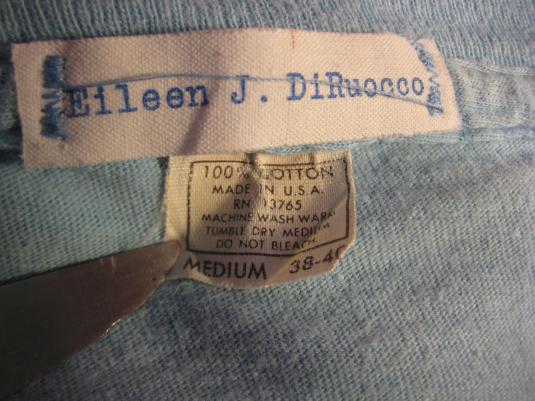 Eileen J. DiRuocco
100% COTTON
MADE IN U.S.A.
RN 13765
MACHINE WASH WARM
TUMBLE DRY MEDIUM
DO NOT BLEACH
MEDIUM 38-40